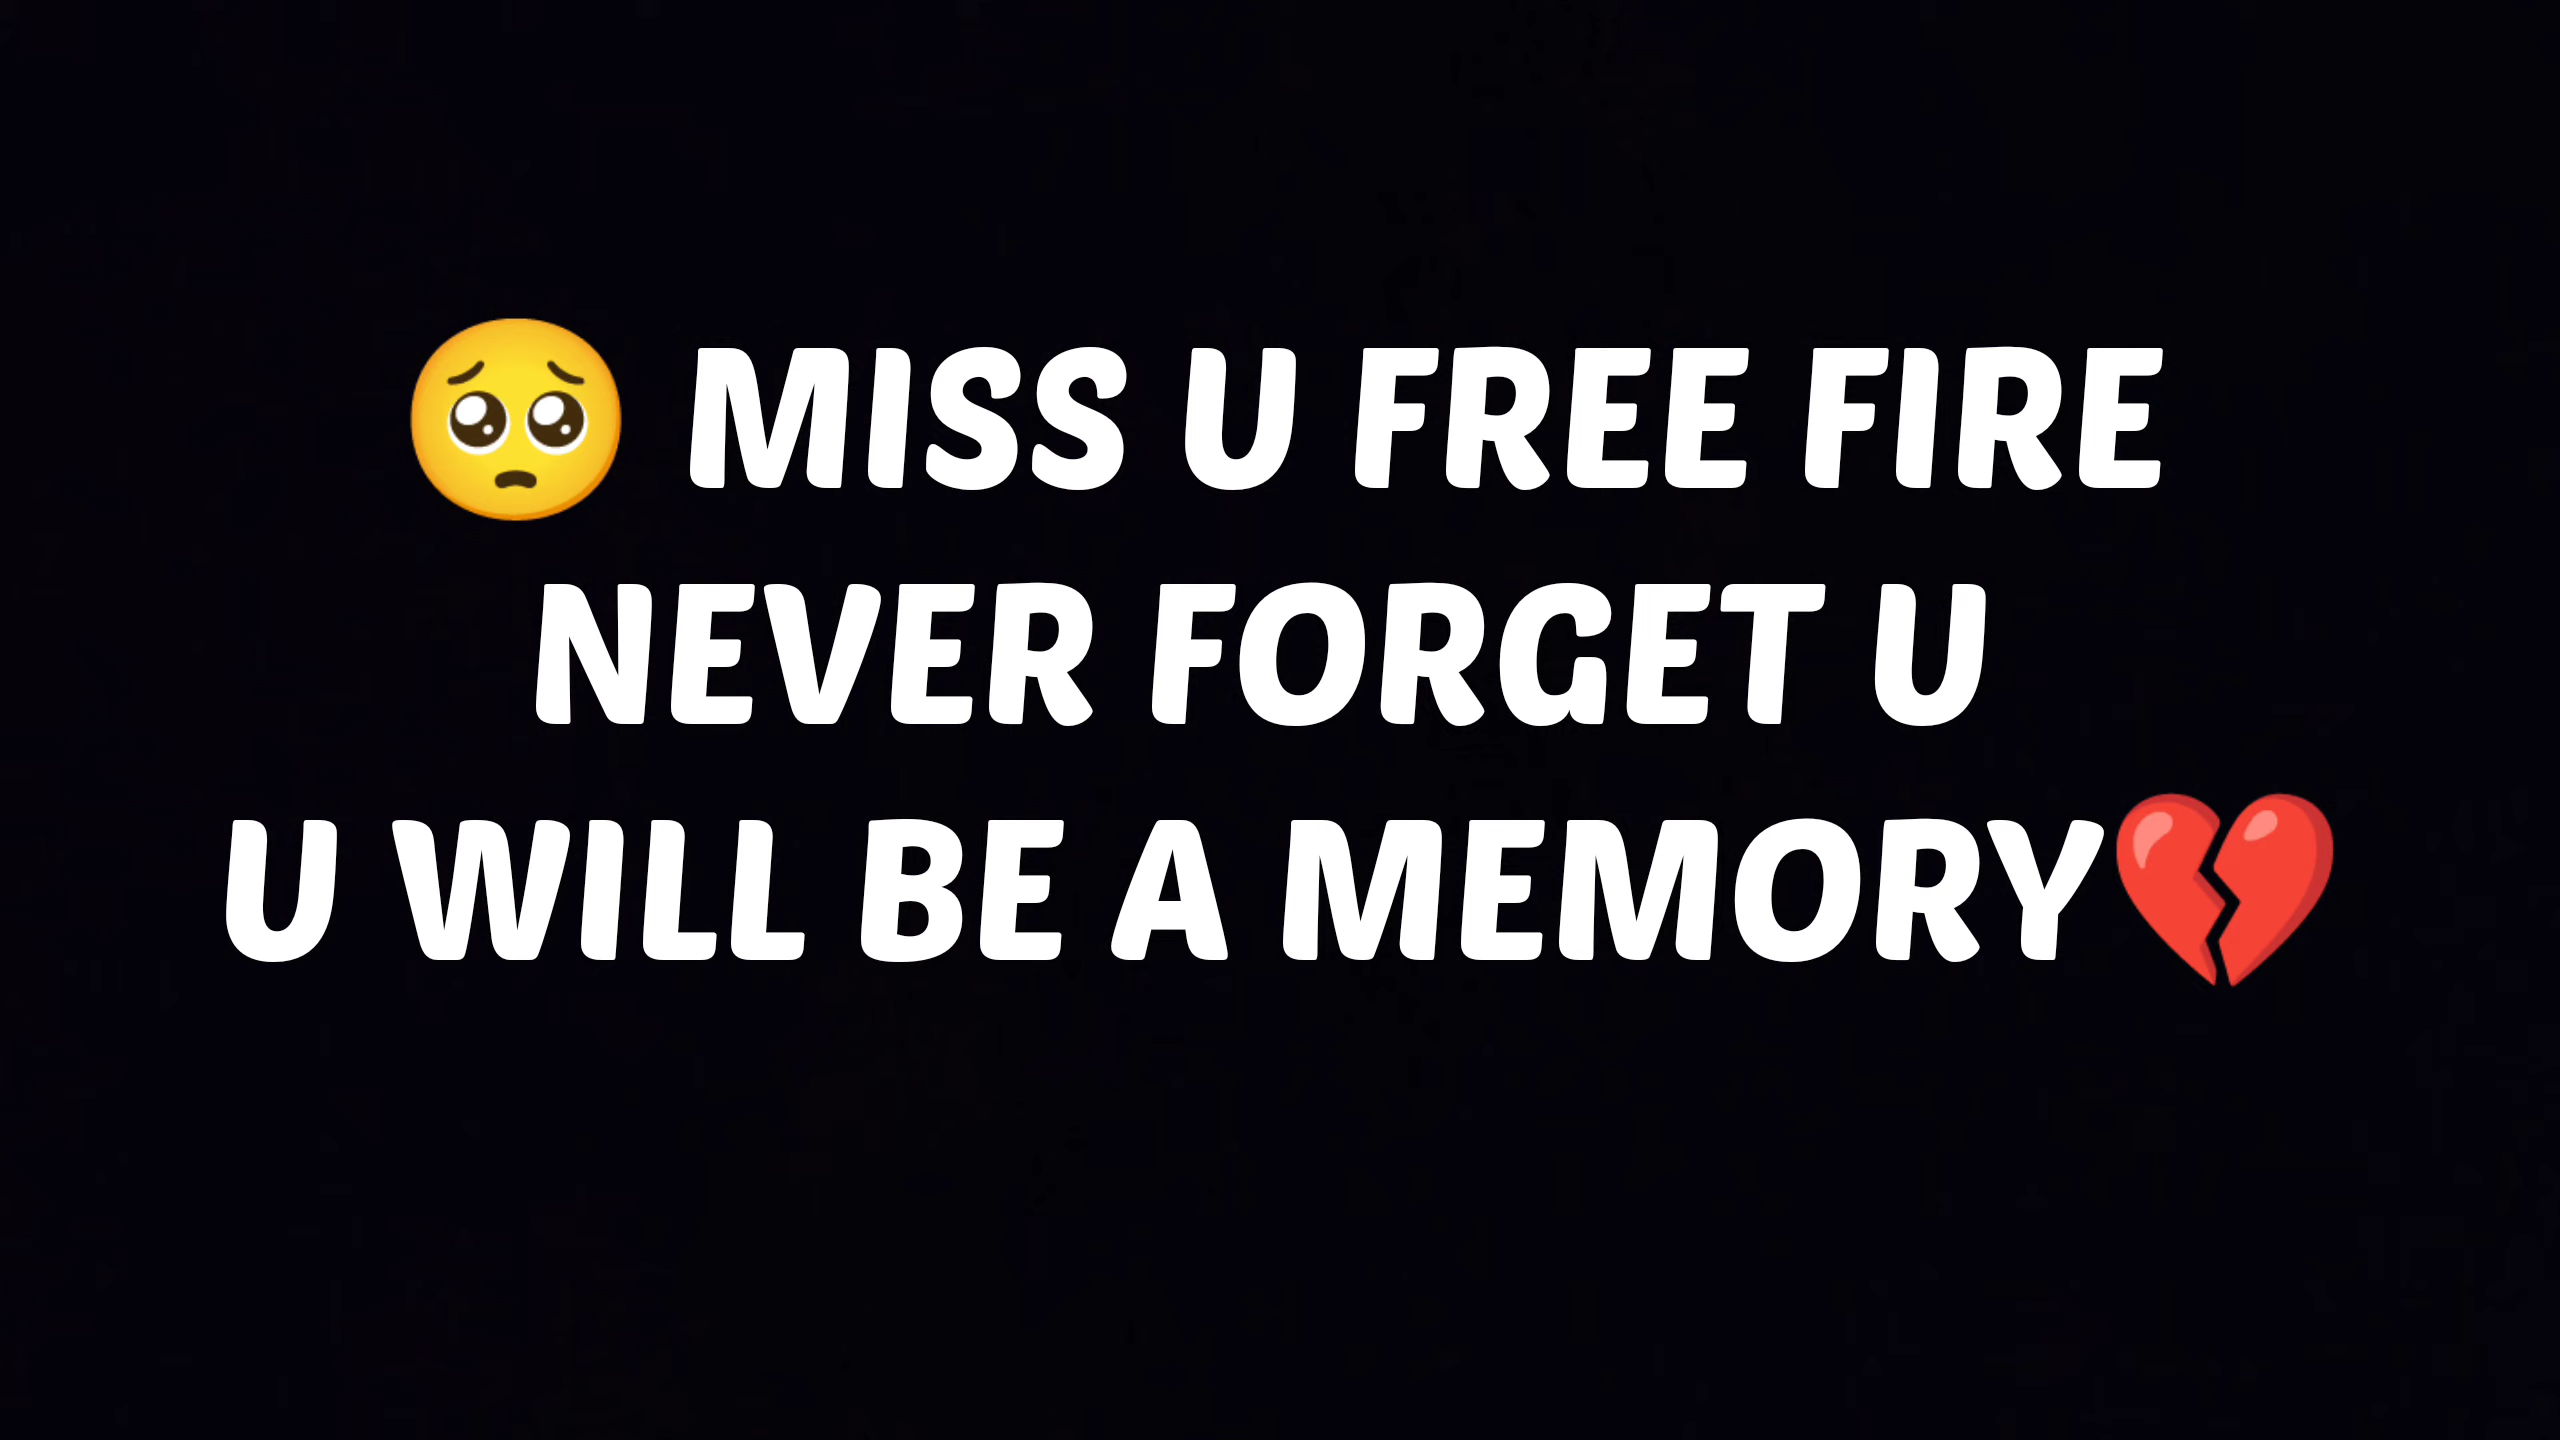 🥺 MISS U FREE FIRE
NEVER FORGET U
U WILL BE A MEMORY💔